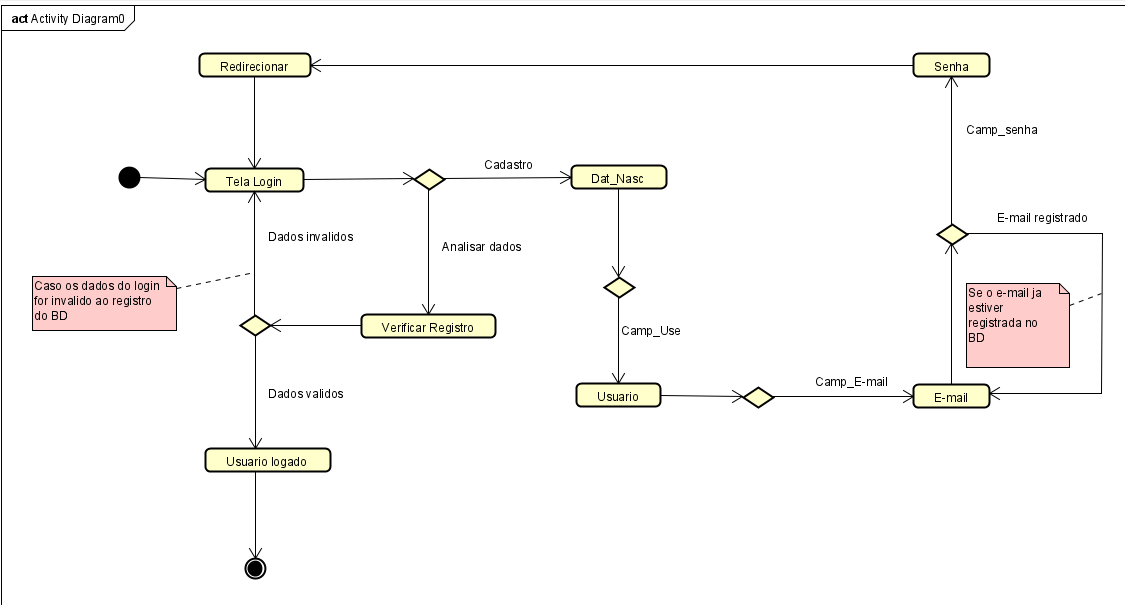 act Activity Diagram0
Redirecionar
Senha
Camp_senha
Cadastro
Tela Login
Dat_Nasc
E-mail registrado
Dados invalidos
Analisar dados
Caso os dados do login
for invalido ao registro
do BD
Se o e-mail ja
estiver
registrada no
BD
Verificar Registro
Camp_Use
Camp_E-mail
Dados validos
Usuario
E-mail
Usuario logado